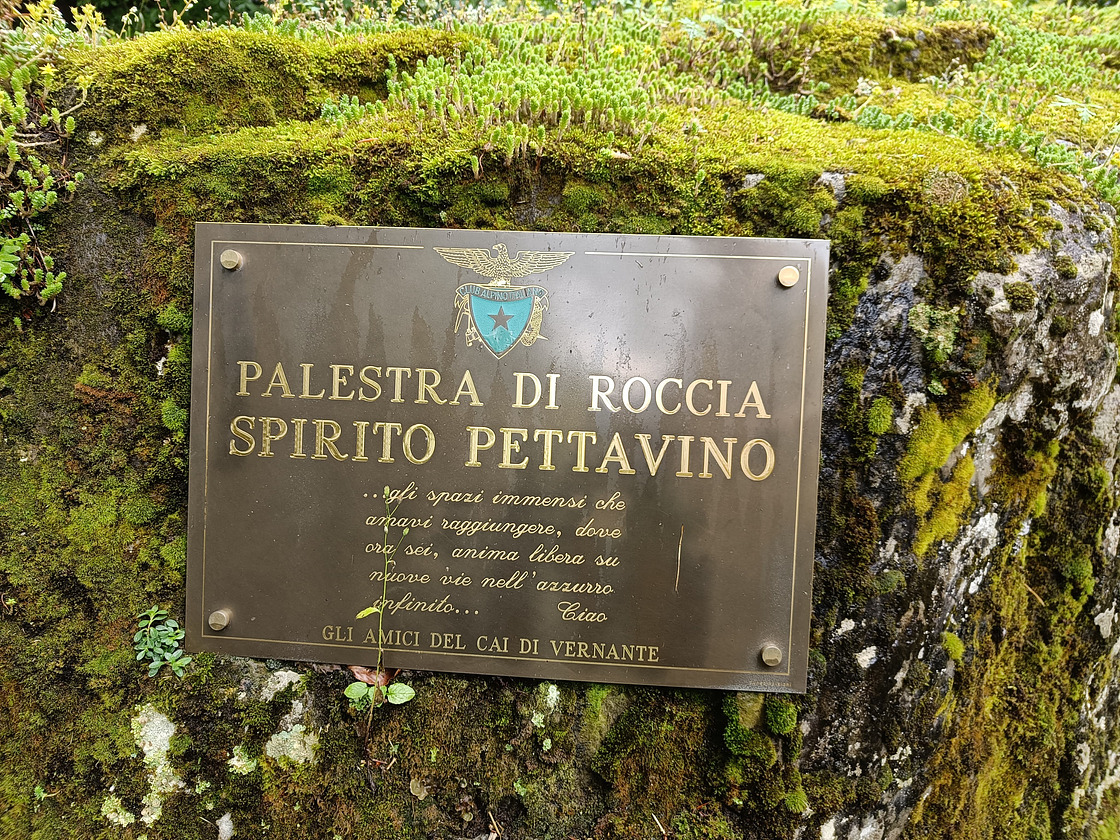 CLUB ALPINO ITALIANO
PALESTRA DI ROCCIA
SPIRITO PETTAVINO
...gli spazi immensi che
amavi raggiungere, dove
ora sei, anima libera su
nuove vie nell'azzurro
infinito... Ciao
GLI AMICI DEL CAI DI VERNANTE